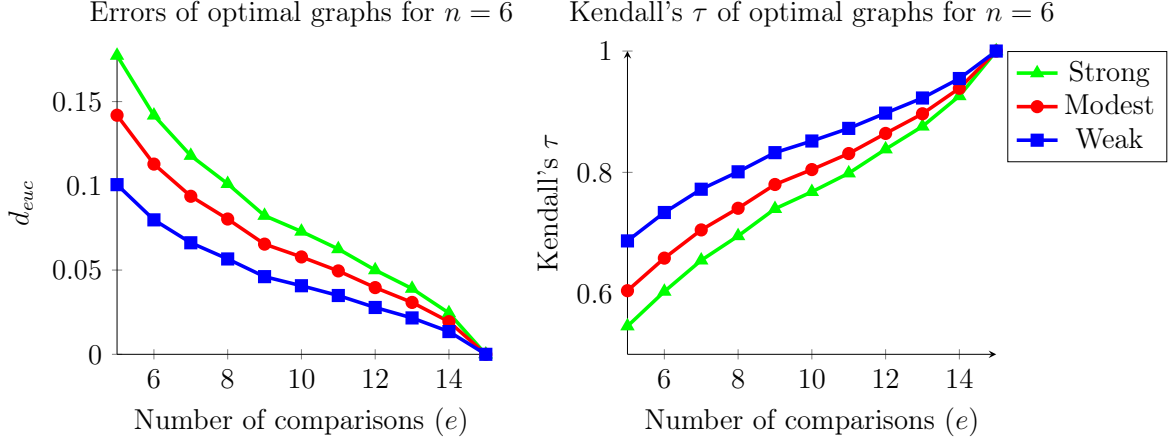 Errors of optimal graphs for n = 6
0.15
0.1
0.05
0
d_euc
6 8 10 12 14
Number of comparisons (e)
Kendall's τ of optimal graphs for n = 6
1
0.8
0.6
Kendall's τ
6 8 10 12 14
Number of comparisons (e)
Strong
Modest
Weak